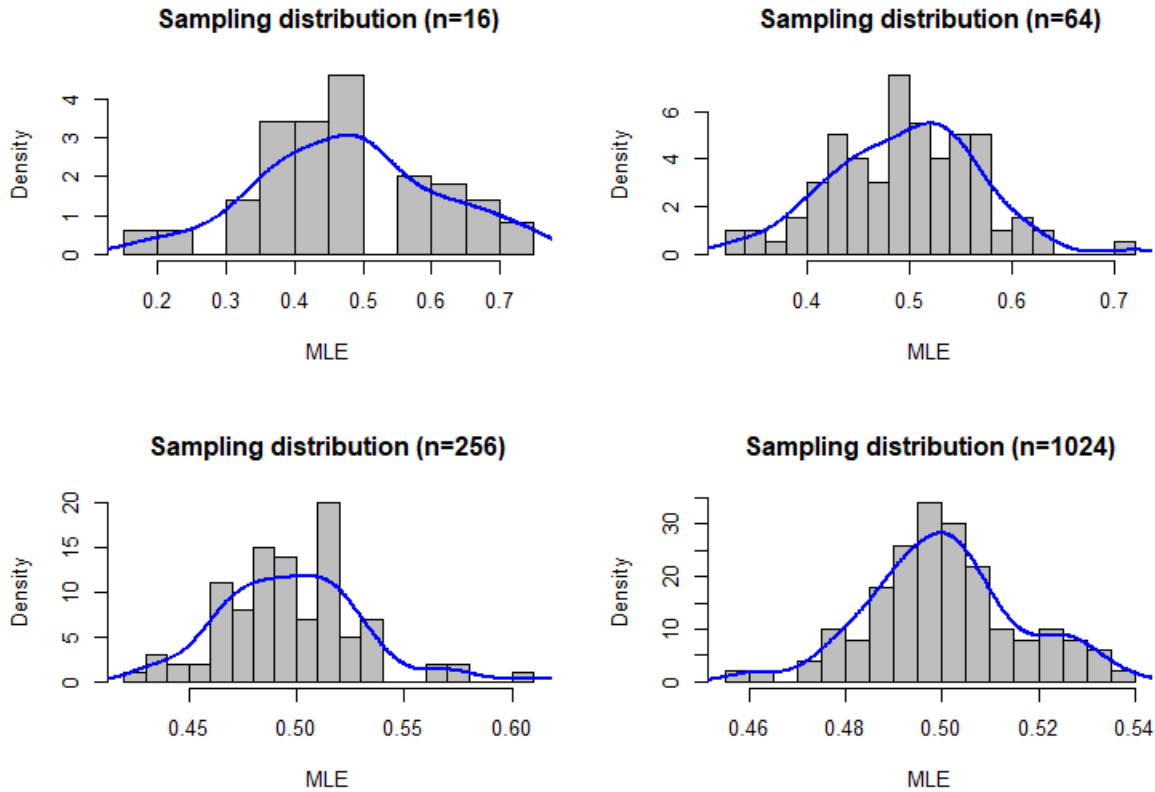 Sampling distribution (n=16)
Density
0 1 2 3 4
0.2 0.3 0.4 0.5 0.6 0.7
MLE
Sampling distribution (n=64)
Density
0 2 4 6
0.4 0.5 0.6 0.7
MLE
Sampling distribution (n=256)
Density
0 5 10 15 20
0.45 0.50 0.55 0.60
MLE
Sampling distribution (n=1024)
Density
0 10 20 30
0.46 0.48 0.50 0.52 0.54
MLE